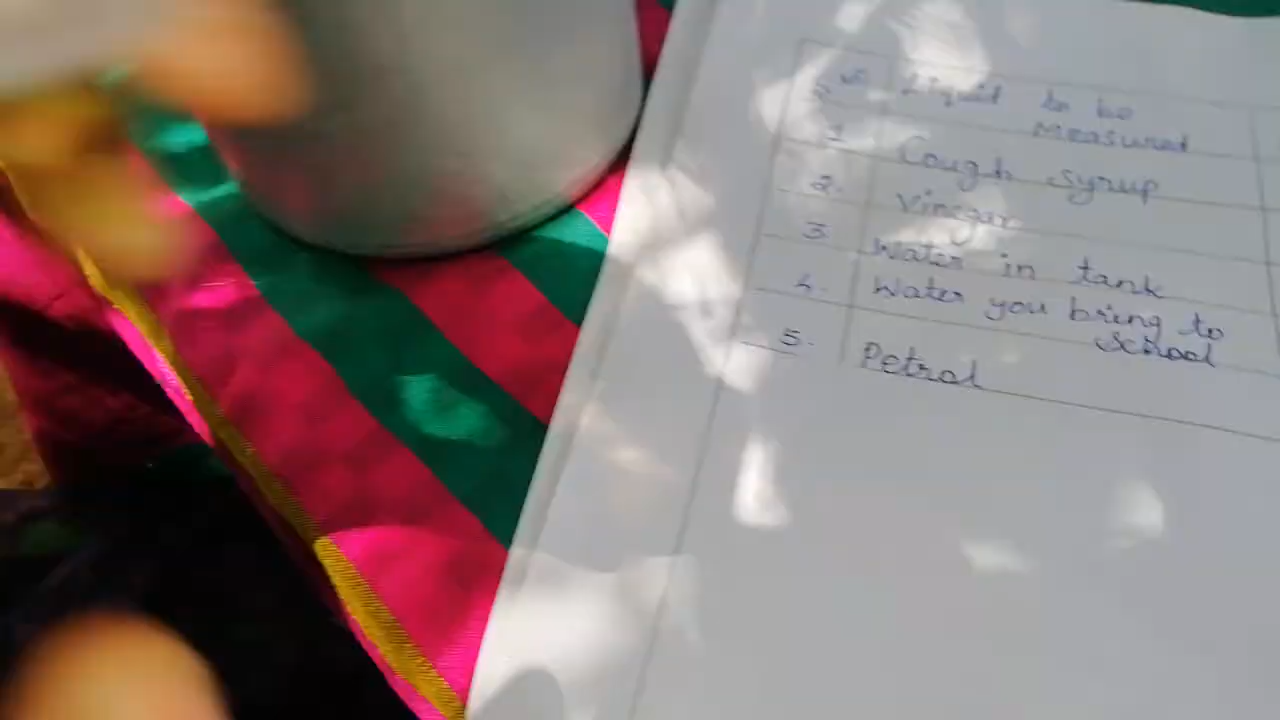 Liquid to be
Measured
1 Cough Syrup
2. Vinegar
3. Water in tank
4. Water you bring to
School
5. Petrol